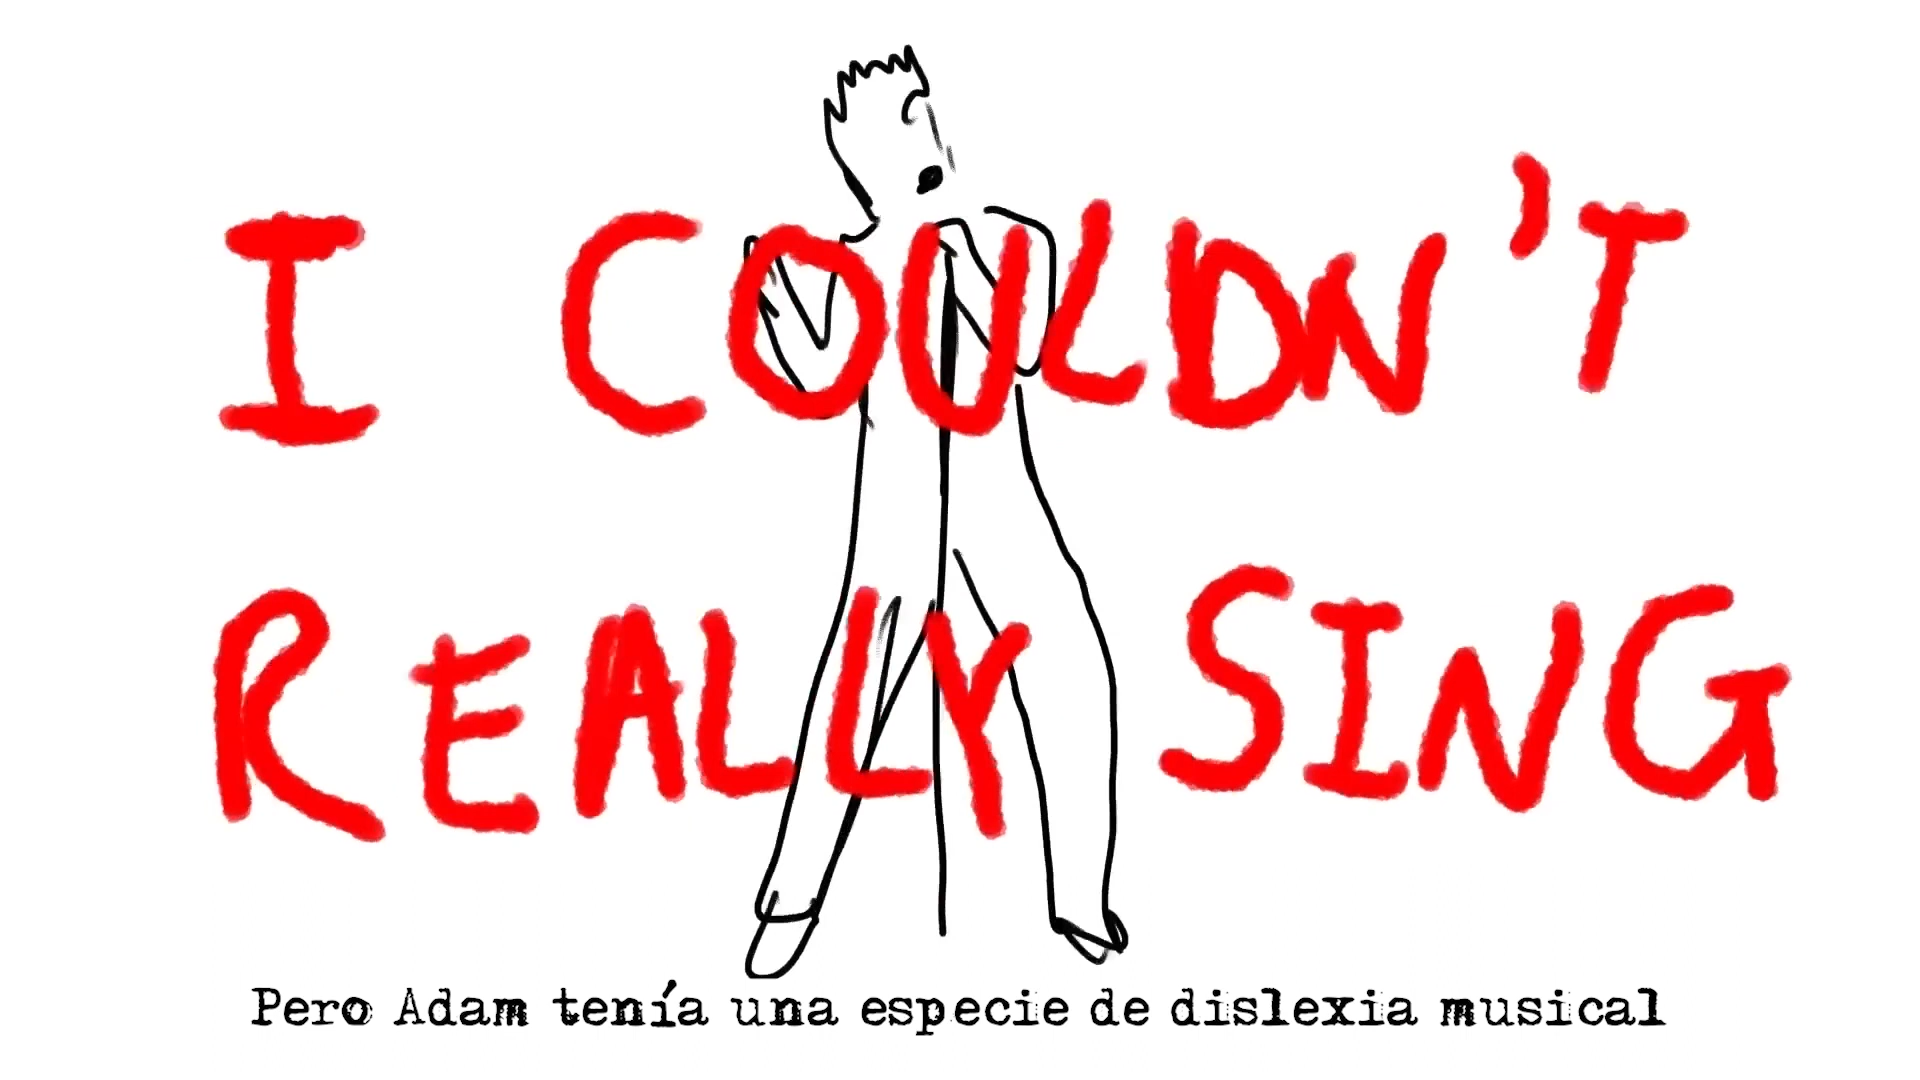 I COULDN'T
REALLY SING
Pero Adam tenía una especie de dislexia musical